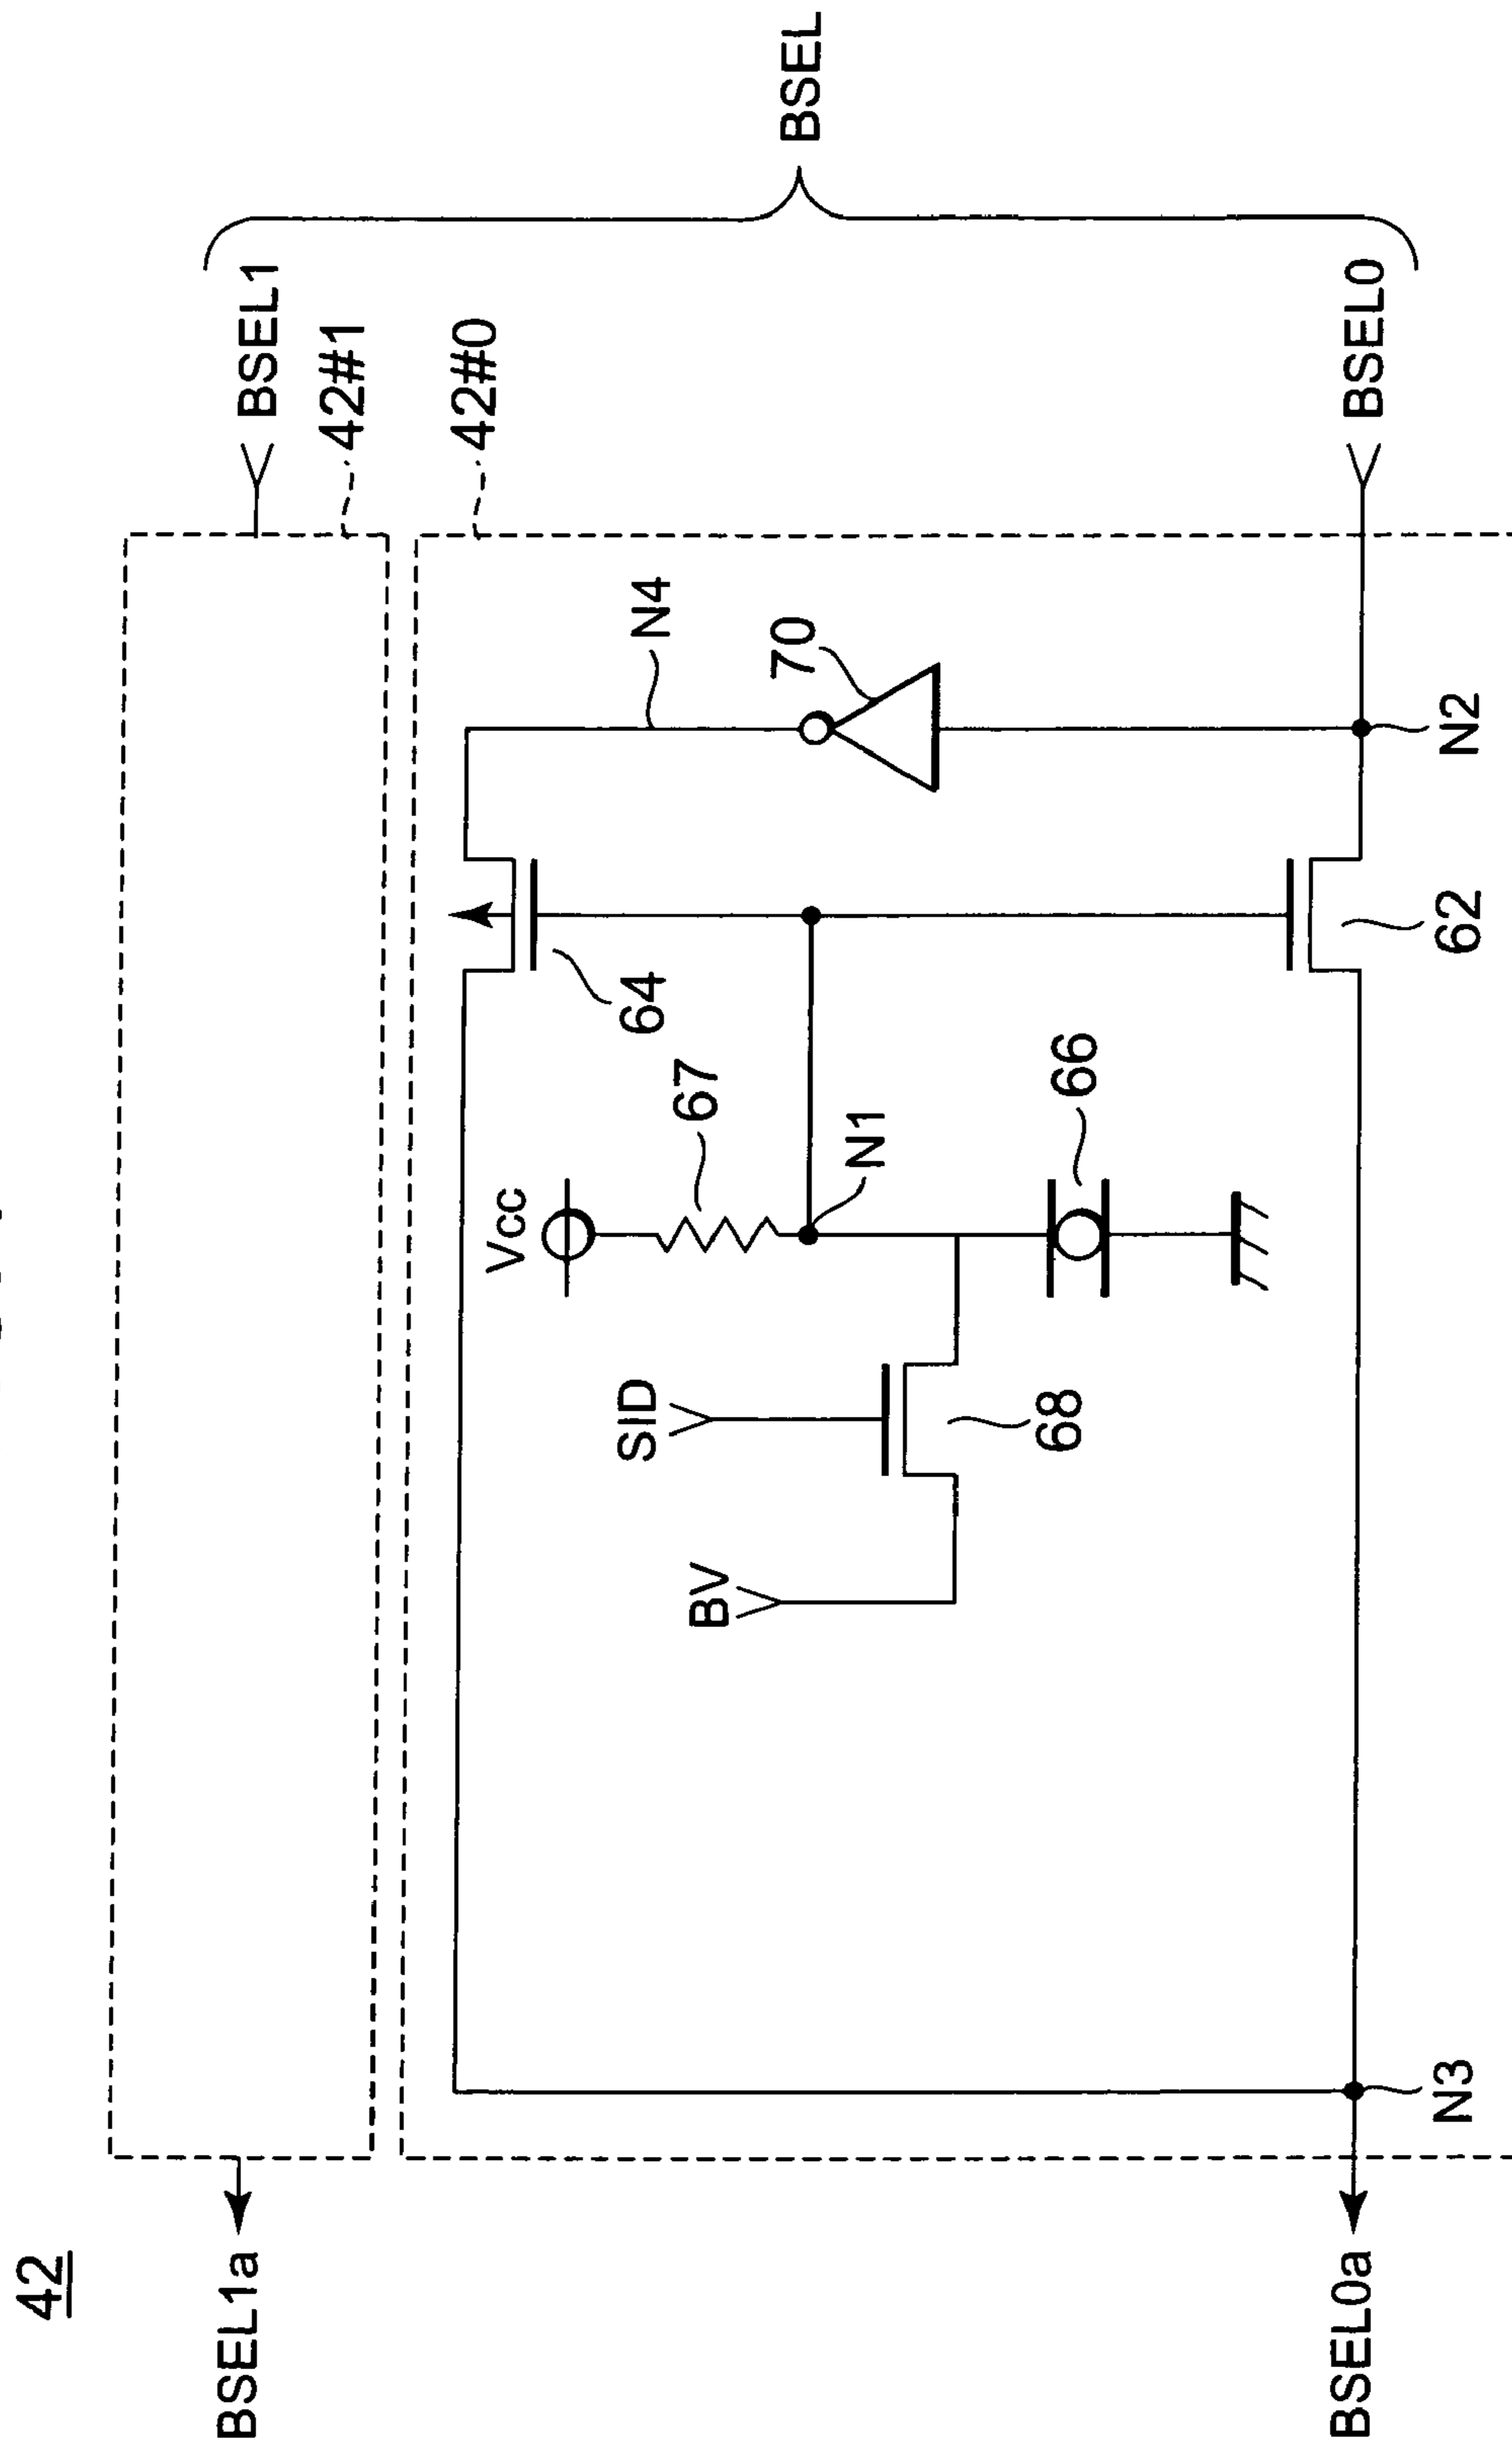 42
BSEL1a
BSEL1
42#1
42#0
BSEL
N4
70
64
Vcc
67
N1
66
SID
BV
68
62
BSEL0a
N3
N2
BSEL0